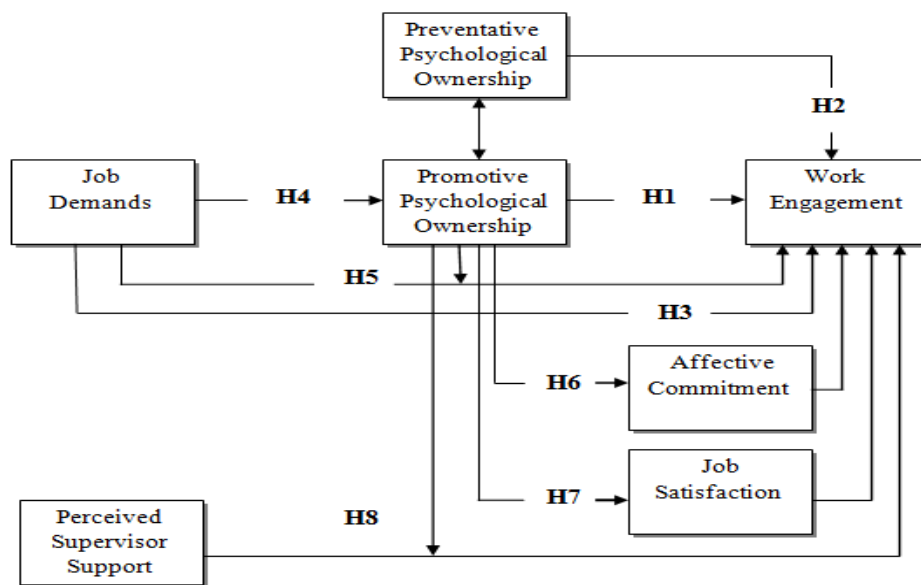 Preventative
Psychological
Ownership
H2
Job
Demands
H4
Promotive
Psychological
Ownership
H1
Work
Engagement
H5
H3
H6
Affective
Commitment
H7
Job
Satisfaction
H8
Perceived
Supervisor
Support